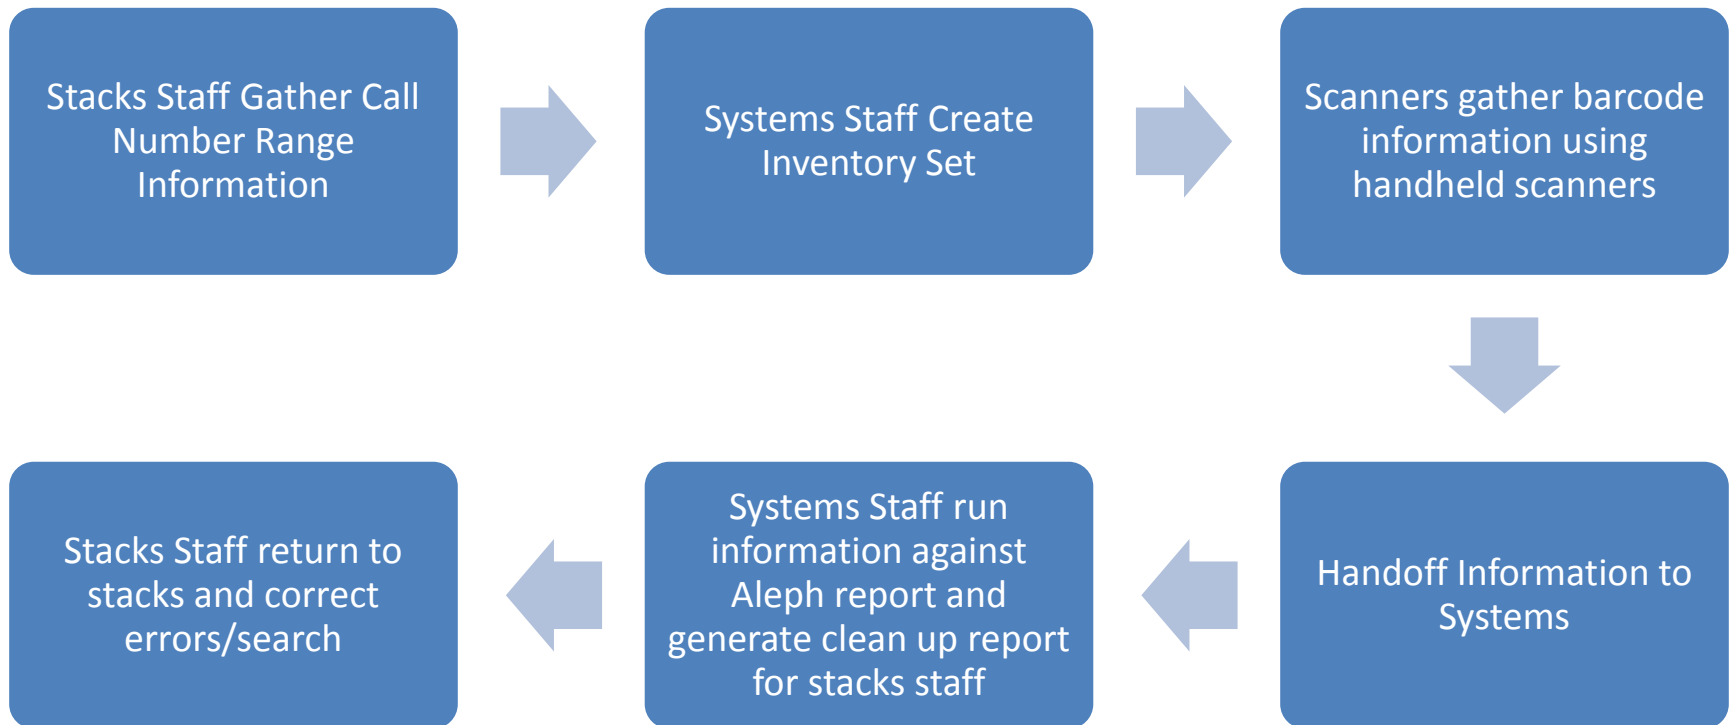 Stacks Staff Gather Call
Number Range
Information
Systems Staff Create
Inventory Set
Scanners gather barcode
information using
handheld scanners
Handoff Information to
Systems
Systems Staff run
information against
Aleph report and
generate clean up report
for stacks staff
Stacks Staff return to
stacks and correct
errors/search